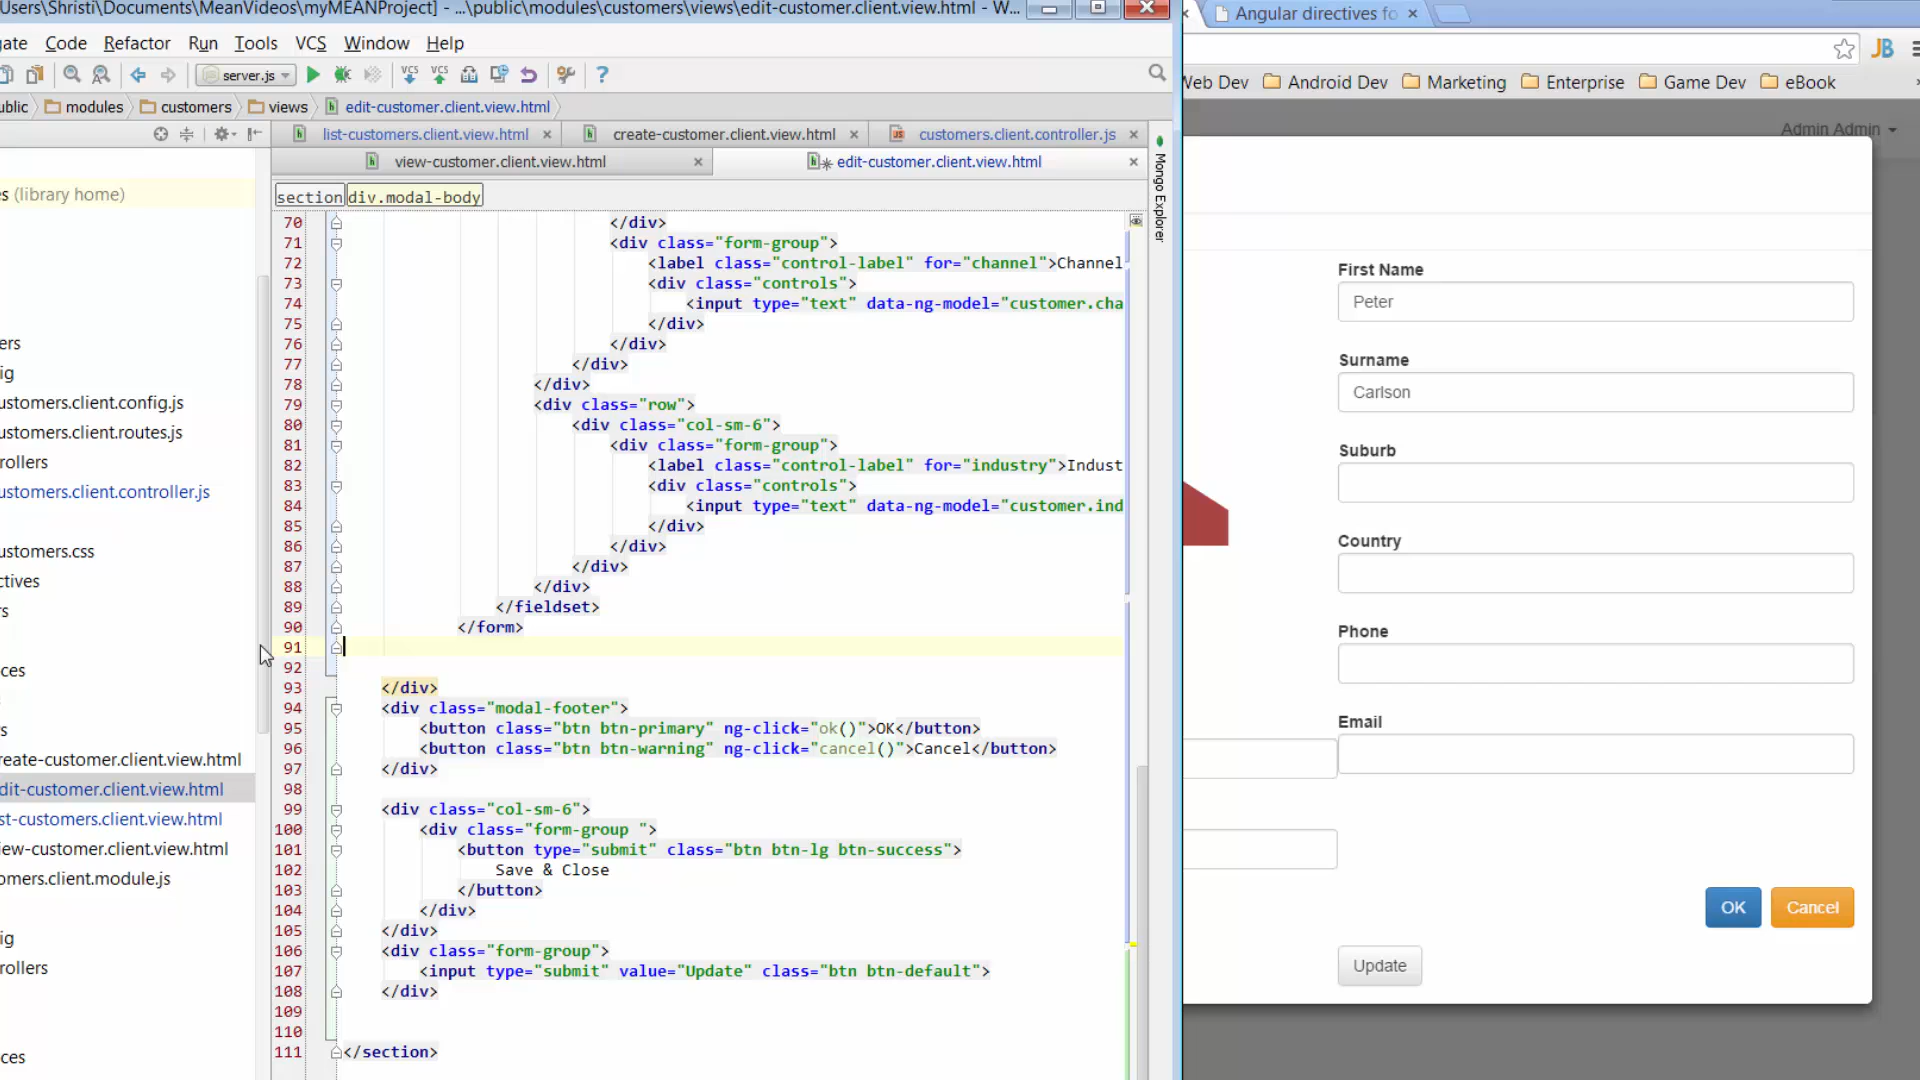 Users\Shristi\Documents\MeanVideos\myMEANProject] - ...\public\modules\customers\views\edit-customer.client.view.html - W...
gate Code Refactor Run Tools VCS Window Help
server.js
VCS VCS ?
ublic modules customers views edit-customer.client.view.html
list-customers.client.view.html create-customer.client.view.html customers.client.controller.js
view-customer.client.view.html edit-customer.client.view.html
section div.modal-body
Mongo Explorer
s (library home)
ers
ig
ustomers.client.config.js
ustomers.client.routes.js
rollers
ustomers.client.controller.js
ustomers.css
ctives
rs
ices
rs
reate-customer.client.view.html
dit-customer.client.view.html
st-customers.client.view.html
iew-customer.client.view.html
omers.client.module.js
ig
rollers
ices
70 </div>
71 <div class="form-group">
72 <label class="control-label" for="channel">Channel
73 <div class="controls">
74 <input type="text" data-ng-model="customer.cha
75 </div>
76 </div>
77 </div>
78 </div>
79 <div class="row">
80 <div class="col-sm-6">
81 <div class="form-group">
82 <label class="control-label" for="industry">Indust
83 <div class="controls">
84 <input type="text" data-ng-model="customer.ind
85 </div>
86 </div>
87 </div>
88 </div>
89 </fieldset>
90 </form>
91
92
93 </div>
94 <div class="modal-footer">
95 <button class="btn btn-primary" ng-click="ok()">OK</button>
96 <button class="btn btn-warning" ng-click="cancel()">Cancel</button>
97 </div>
98
99 <div class="col-sm-6">
100 <div class="form-group ">
101 <button type="submit" class="btn btn-lg btn-success">
102 Save & Close
103 </button>
104 </div>
105 </div>
106 <div class="form-group">
107 <input type="submit" value="Update" class="btn btn-default">
108 </div>
109
110
111 </section>
Angular directives fo
JB
Web Dev Android Dev Marketing Enterprise Game Dev eBook
Admin Admin
First Name
Peter
Surname
Carlson
Suburb
Country
Phone
Email
OK Cancel
Update